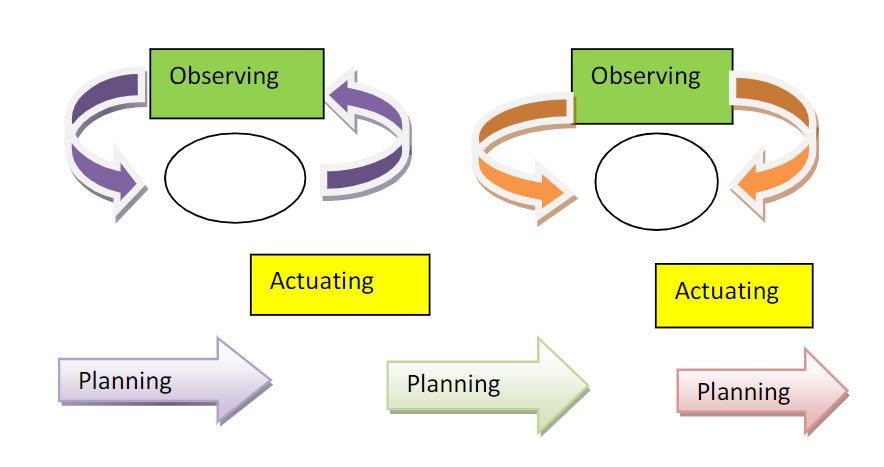 Observing
Observing
Actuating
Actuating
Planning
Planning
Planning